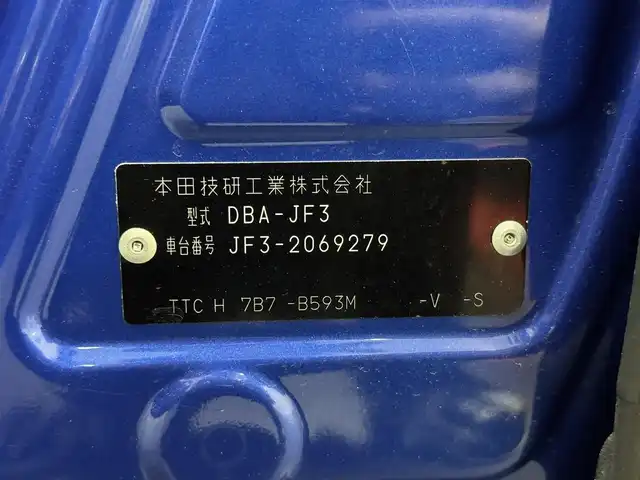 本田技研工業株式会社
型式 DBA-JF3
車台番号 JF3-2069279
TTC H 7B7 -B593M -V -S